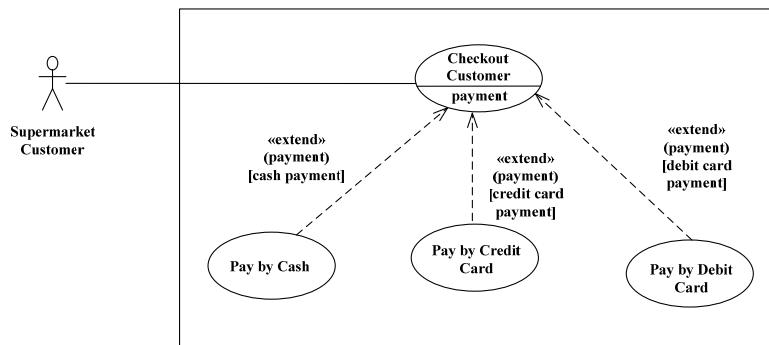 Checkout
Customer
payment
Supermarket
Customer
«extend»
(payment)
[cash payment]
«extend»
(payment)
[credit card
payment]
«extend»
(payment)
[debit card
payment]
Pay by Cash
Pay by Credit
Card
Pay by Debit
Card